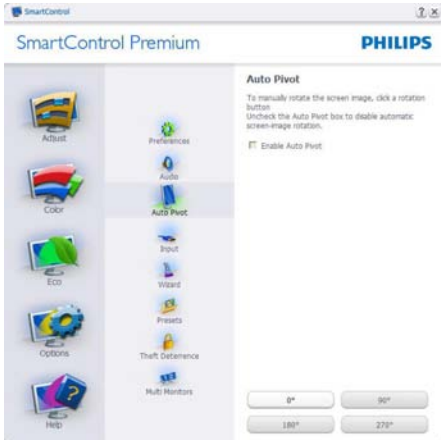 SmartControl
? X
SmartControl Premium
PHILIPS
Adjust
Color
Eco
Options
Help
Preferences
Audio
Auto Pivot
Input
Wizard
Presets
Theft Deterrence
Multi Monitors
Auto Pivot
To manually rotate the screen image, click a rotation
button
Uncheck the Auto Pivot box to disable automatic
screen-image rotation.
Enable Auto Pivot
0°
90°
180°
270°